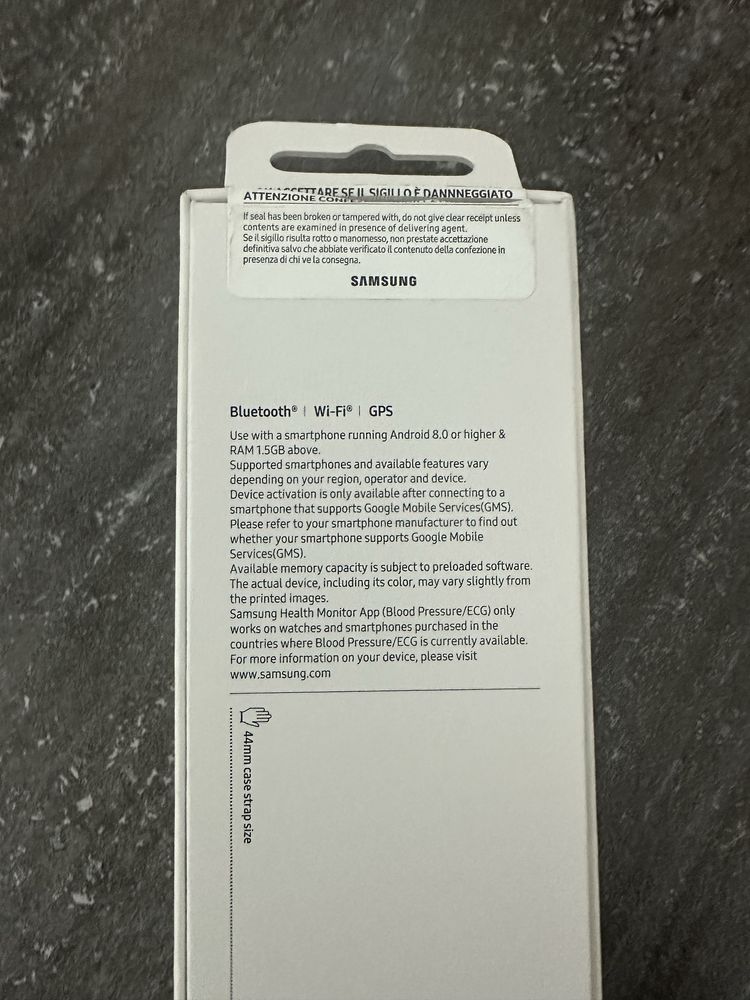 ACCETTARE SE IL SIGILLO È DANNNEGGIATO
ATTENZIONE
If seal has been broken or tampered with, do not give clear receipt unless
contents are examined in presence of delivering agent.
Se il sigillo risulta rotto o manomesso, non prestate accettazione
definitiva salvo che abbiate verificato il contenuto della confezione in
presenza di chi ve la consegna.
SAMSUNG
Bluetooth® | Wi-Fi® | GPS
Use with a smartphone running Android 8.0 or higher &
RAM 1.5GB above.
Supported smartphones and available features vary
depending on your region, operator and device.
Device activation is only available after connecting to a
smartphone that supports Google Mobile Services(GMS).
Please refer to your smartphone manufacturer to find out
whether your smartphone supports Google Mobile
Services(GMS).
Available memory capacity is subject to preloaded software.
The actual device, including its color, may vary slightly from
the printed images.
Samsung Health Monitor App (Blood Pressure/ECG) only
works on watches and smartphones purchased in the
countries where Blood Pressure/ECG is currently available.
For more information on your device, please visit
www.samsung.com
44mm case strap size